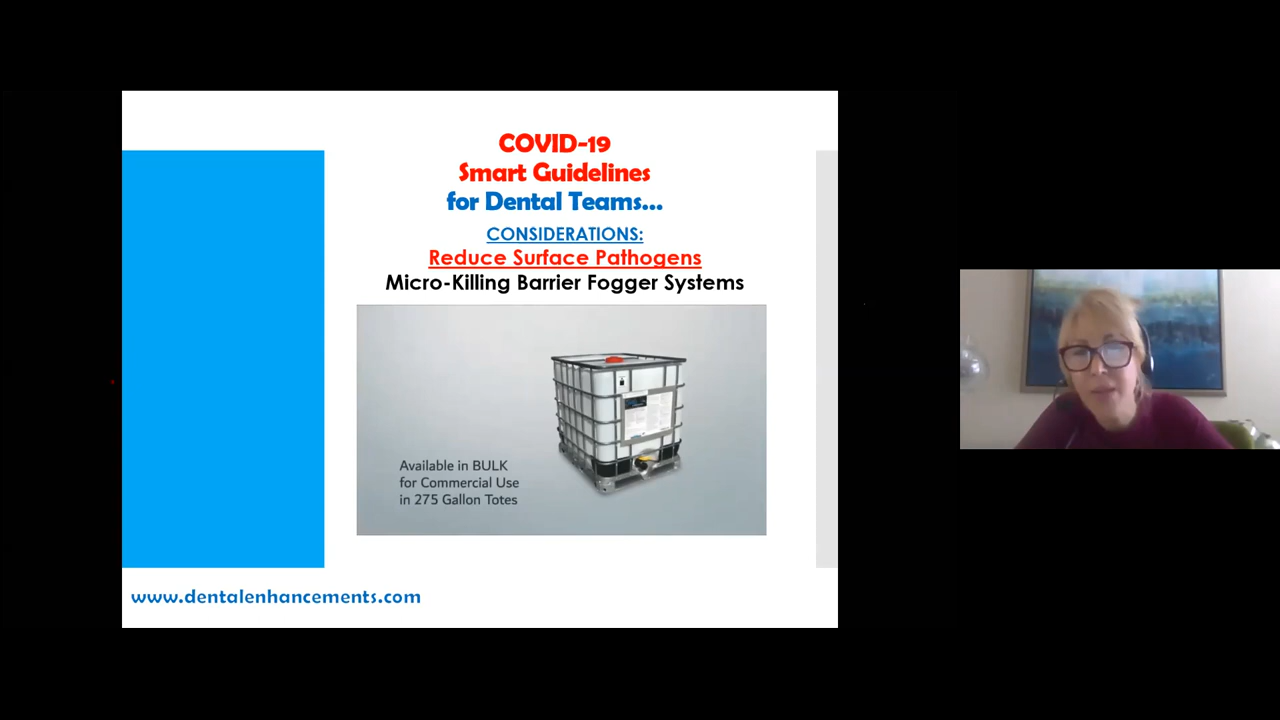 COVID-19
Smart Guidelines
for Dental Teams...
CONSIDERATIONS:
Reduce Surface Pathogens
Micro-Killing Barrier Fogger Systems
Available in BULK
for Commercial Use
in 275 Gallon Totes
www.dentalenhancements.com